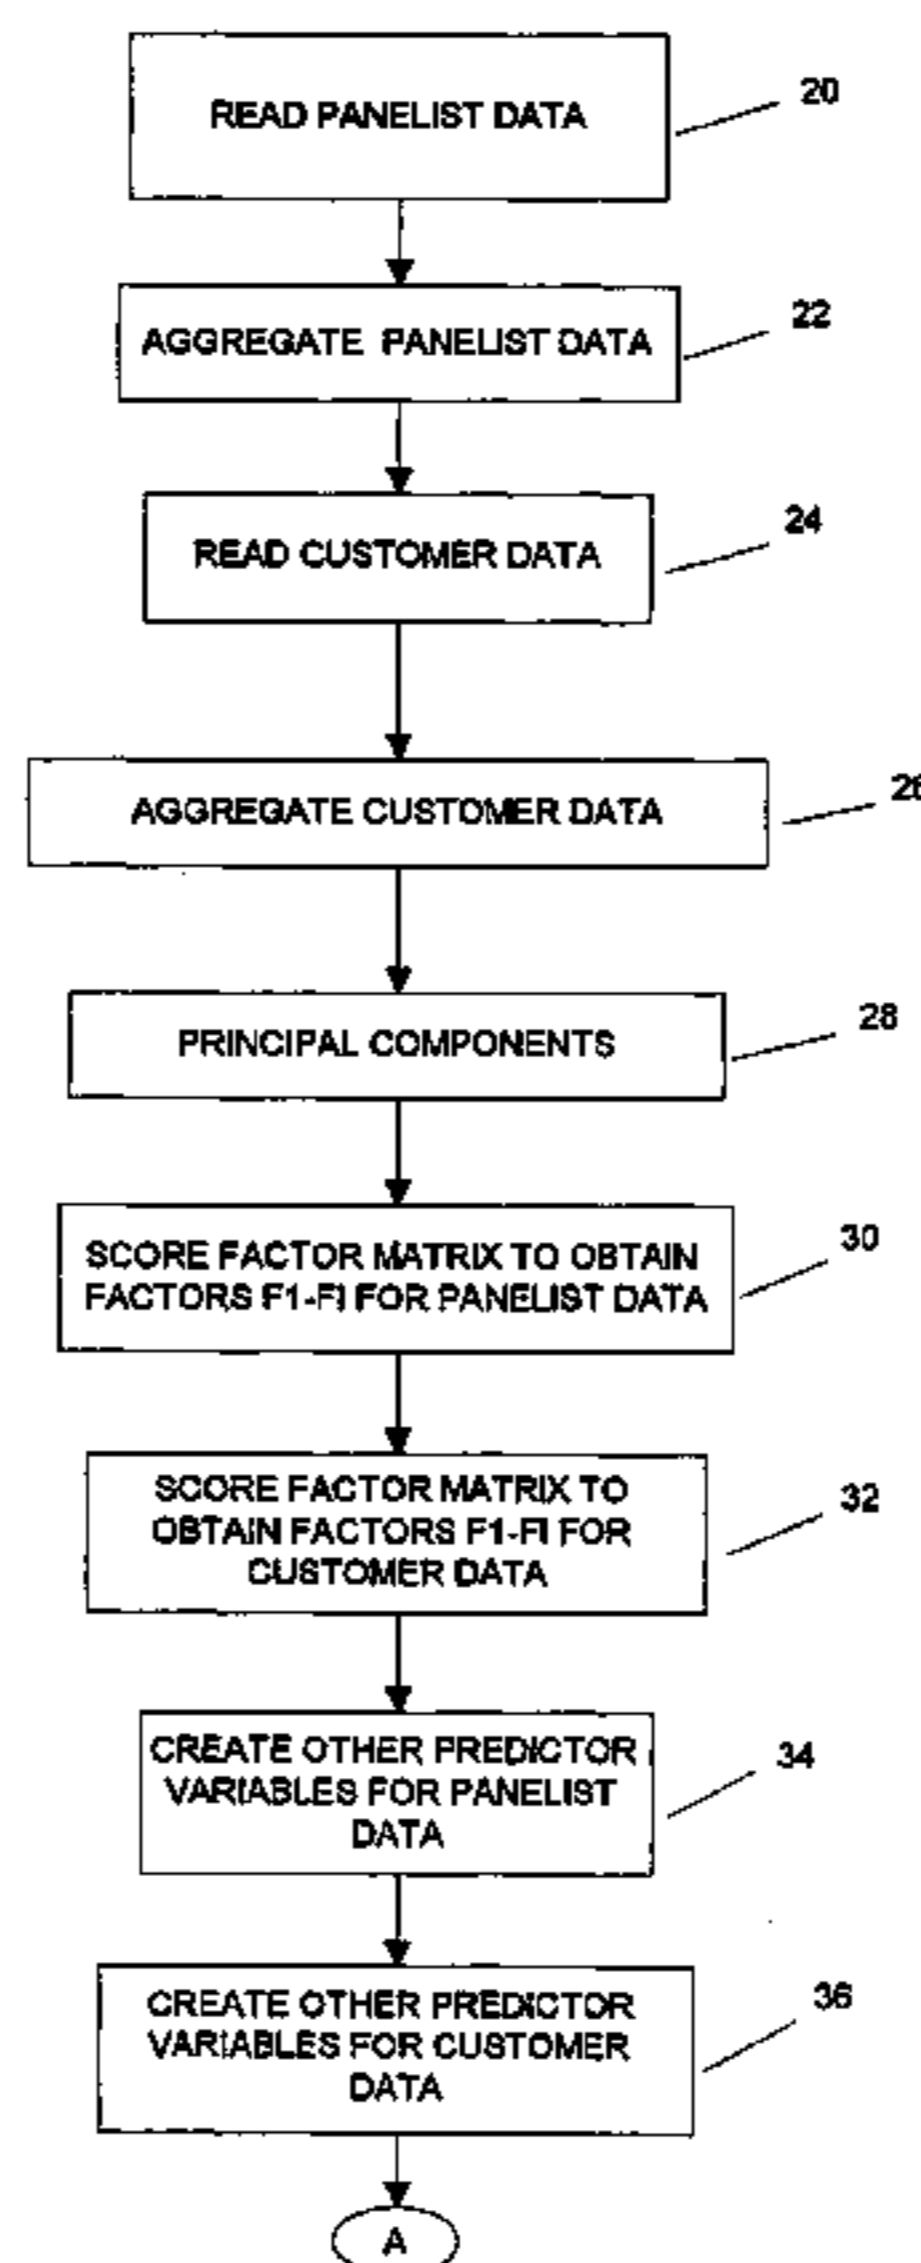 READ PANELIST DATA
20
AGGREGATE PANELIST DATA
22
READ CUSTOMER DATA
24
AGGREGATE CUSTOMER DATA
26
PRINCIPAL COMPONENTS
28
SCORE FACTOR MATRIX TO OBTAIN
FACTORS F1-FI FOR PANELIST DATA
30
SCORE FACTOR MATRIX TO
OBTAIN FACTORS F1-FI FOR
CUSTOMER DATA
32
CREATE OTHER PREDICTOR
VARIABLES FOR PANELIST
DATA
34
CREATE OTHER PREDICTOR
VARIABLES FOR CUSTOMER
DATA
36
A